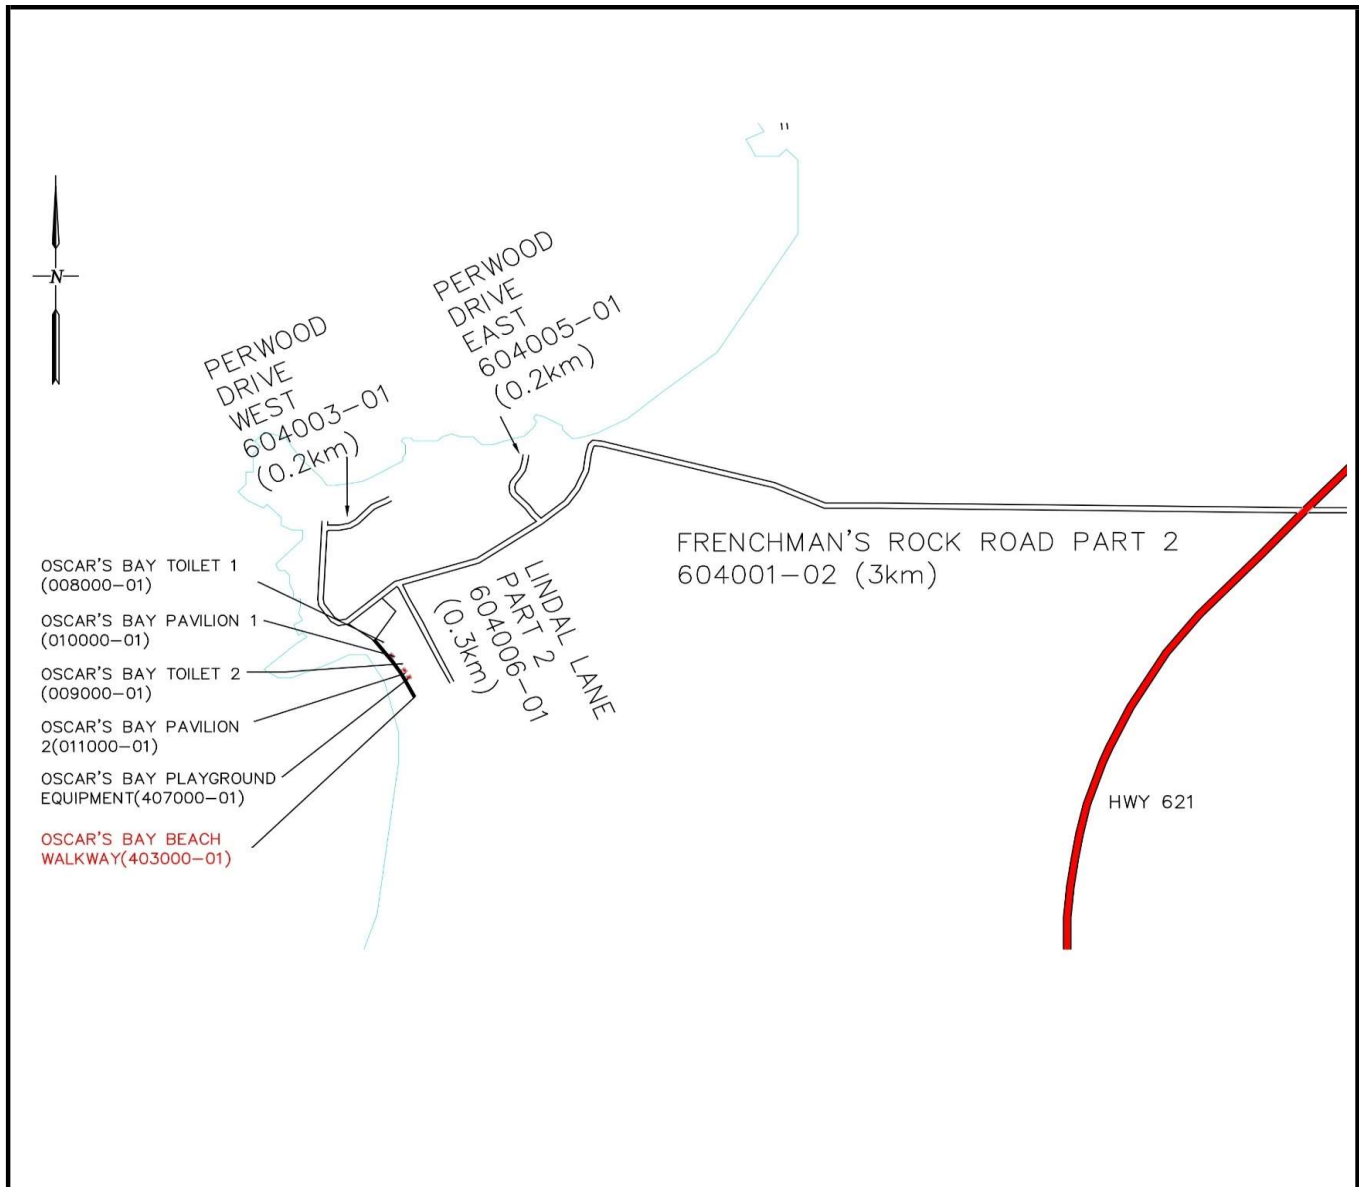 N
PERWOOD
DRIVE
EAST
604005-01
(0.2km)
PERWOOD
DRIVE
WEST
604003-01
(0.2km)
FRENCHMAN'S ROCK ROAD PART 2
604001-02 (3km)
LINDAL LANE
PART 2
604006-01
(0.3km)
OSCAR'S BAY TOILET 1
(008000-01)
OSCAR'S BAY PAVILION 1
(010000-01)
OSCAR'S BAY TOILET 2
(009000-01)
OSCAR'S BAY PAVILION
2(011000-01)
OSCAR'S BAY PLAYGROUND
EQUIPMENT(407000-01)
OSCAR'S BAY BEACH
WALKWAY(403000-01)
HWY 621